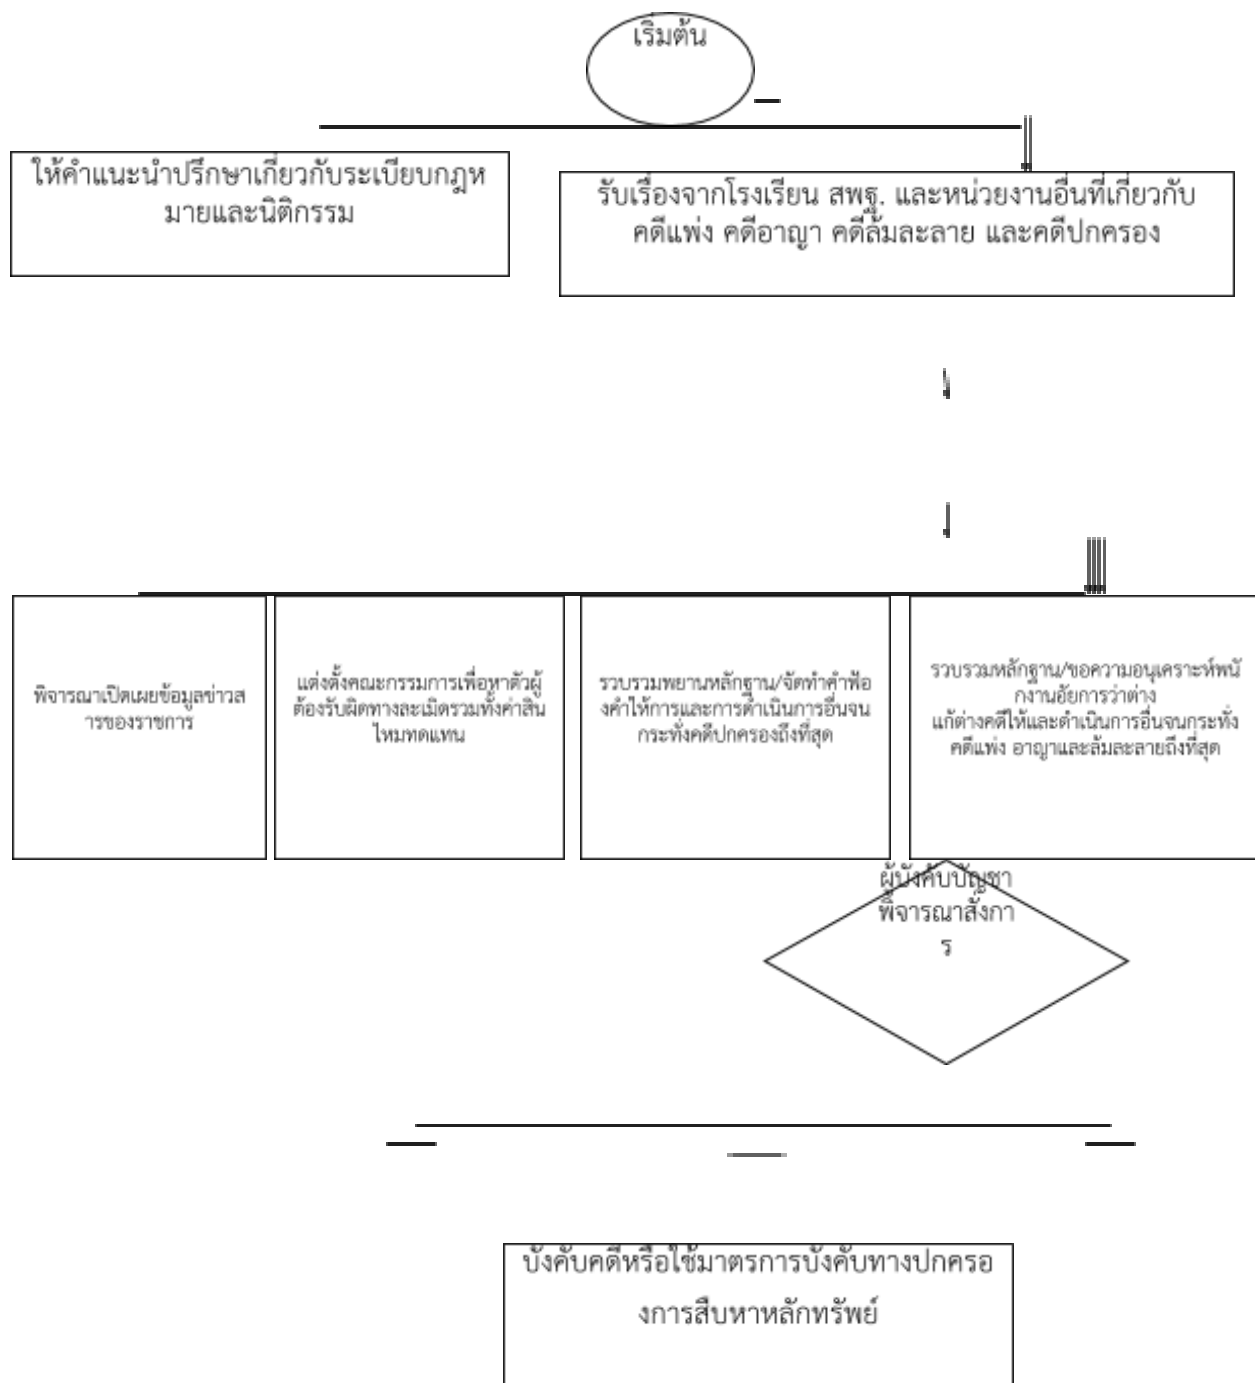 เริ่มต้น
ให้คำแนะนำปรึกษาเกี่ยวกับระเบียบกฎห
มายและนิติกรรม
รับเรื่องจากโรงเรียน สพฐ. และหน่วยงานอื่นที่เกี่ยวกับ
คดีแพ่ง คดีอาญา คดีล้มละลาย และคดีปกครอง
พิจารณาเปิดเผยข้อมูลข่าวส
ารของราชการ
แต่งตั้งคณะกรรมการเพื่อหาตัวผู้
ต้องรับผิดทางละเมิดรวมทั้งค่าสิน
ไหมทดแทน
รวบรวมพยานหลักฐาน/จัดทำคำฟ้อ
งคำให้การและการดำเนินการอื่นจน
กระทั่งคดีปกครองถึงที่สุด
รวบรวมหลักฐาน/ขอความอนุเคราะห์พนั
กงานอัยการว่าต่าง
แก้ต่างคดีให้และดำเนินการอื่นจนกระทั่ง
คดีแพ่ง อาญาและล้มละลายถึงที่สุด
ผู้บังคับบัญชา
พิจารณาสั่งกา
ร
บังคับคดีหรือใช้มาตรการบังคับทางปกครอ
งการสืบหาหลักทรัพย์